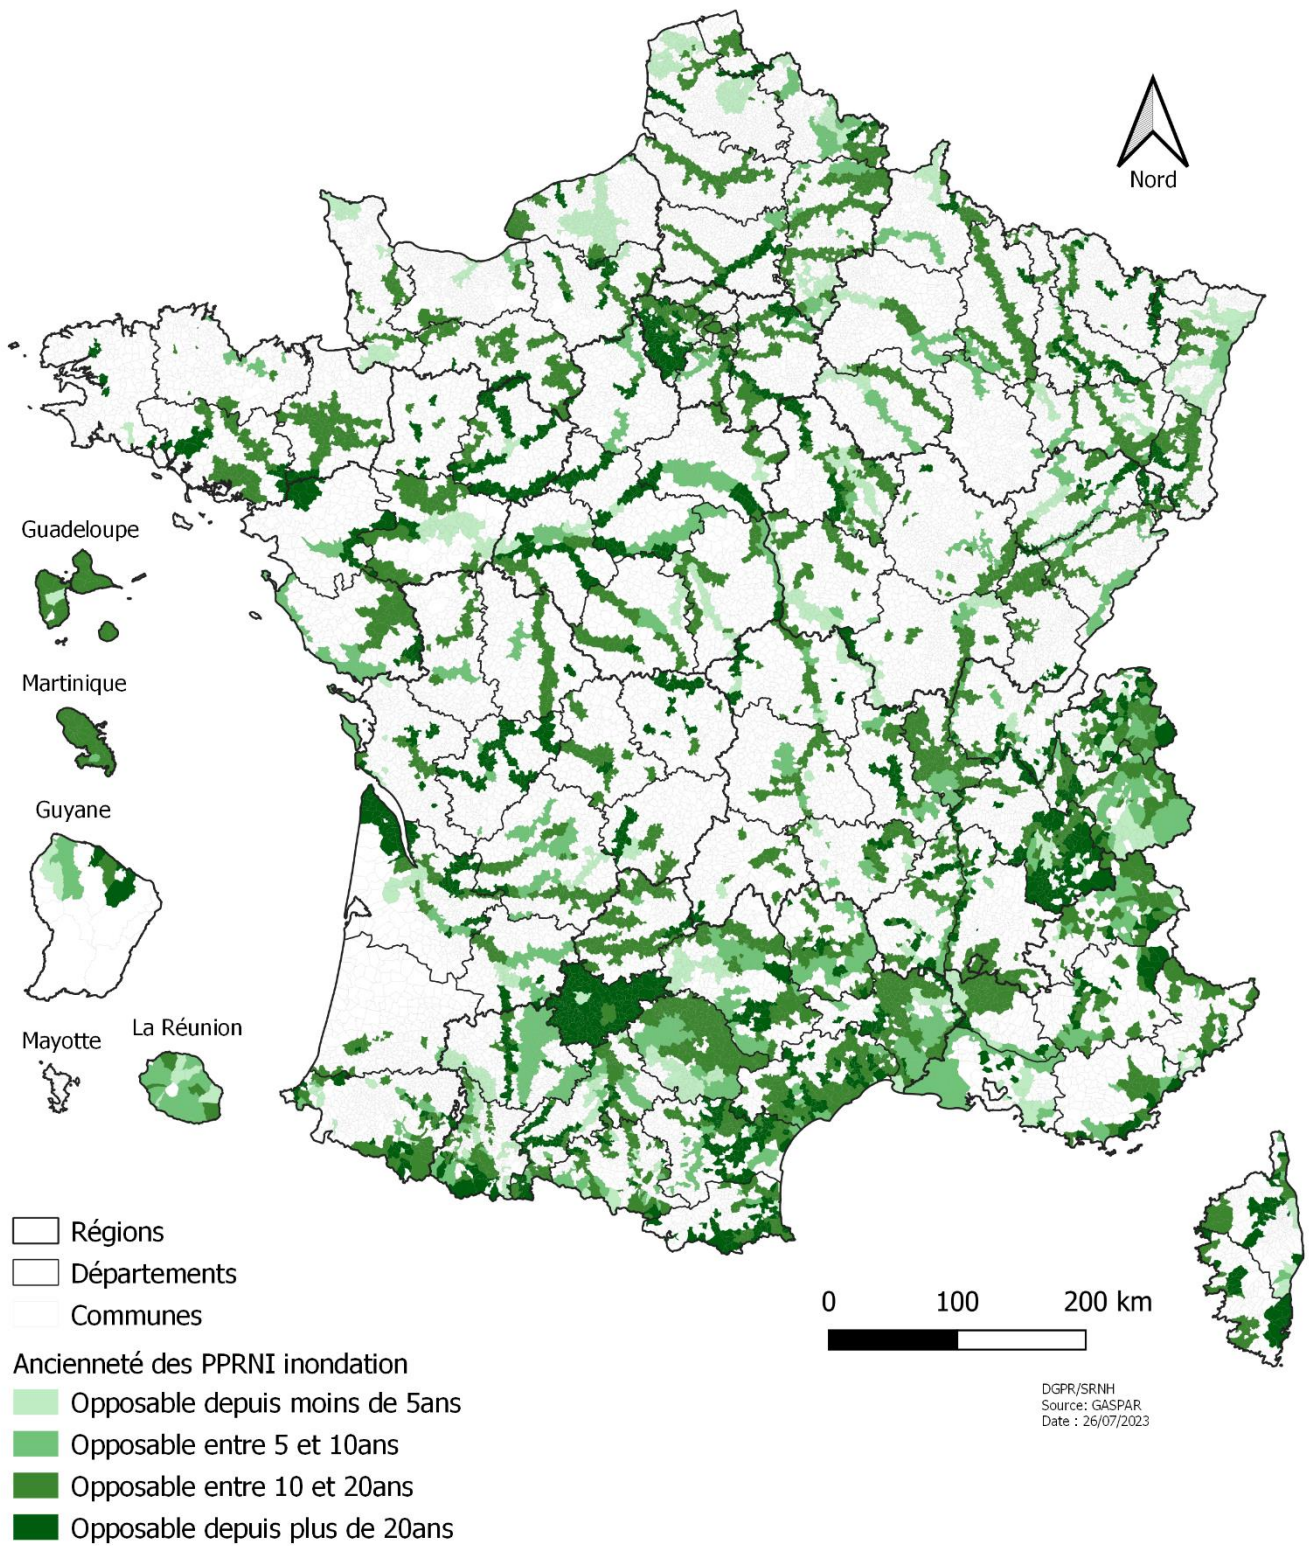 Nord
Guadeloupe
Martinique
Guyane
Mayotte
La Réunion
Régions
Départements
Communes
Ancienneté des PPRNI inondation
Opposable depuis moins de 5ans
Opposable entre 5 et 10ans
Opposable entre 10 et 20ans
Opposable depuis plus de 20ans
0 100 200 km
DGPR/SRNH
Source: GASPAR
Date : 26/07/2023